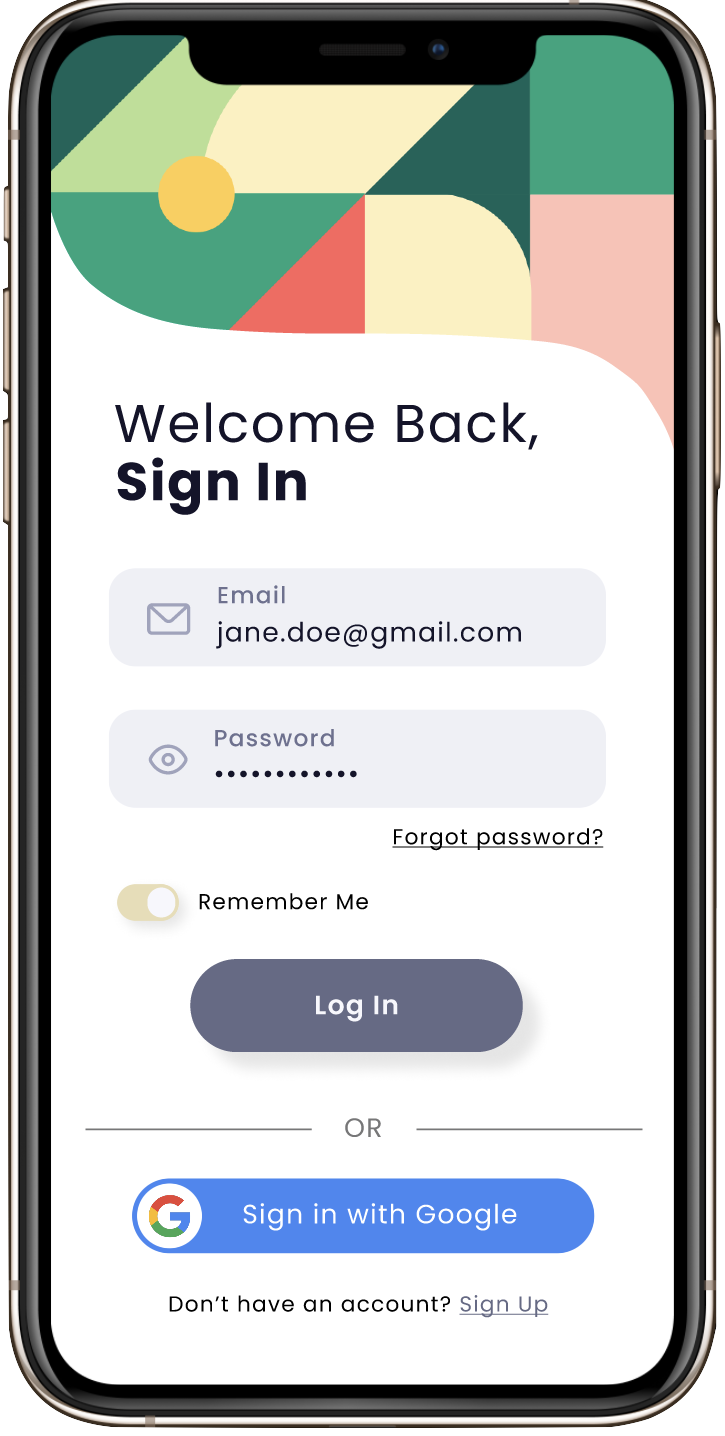 Welcome Back,
Sign In
Email
jane.doe@gmail.com
Password
••••••••••••
Forgot password?
Remember Me
Log In
OR
Sign in with Google
Don’t have an account? Sign Up